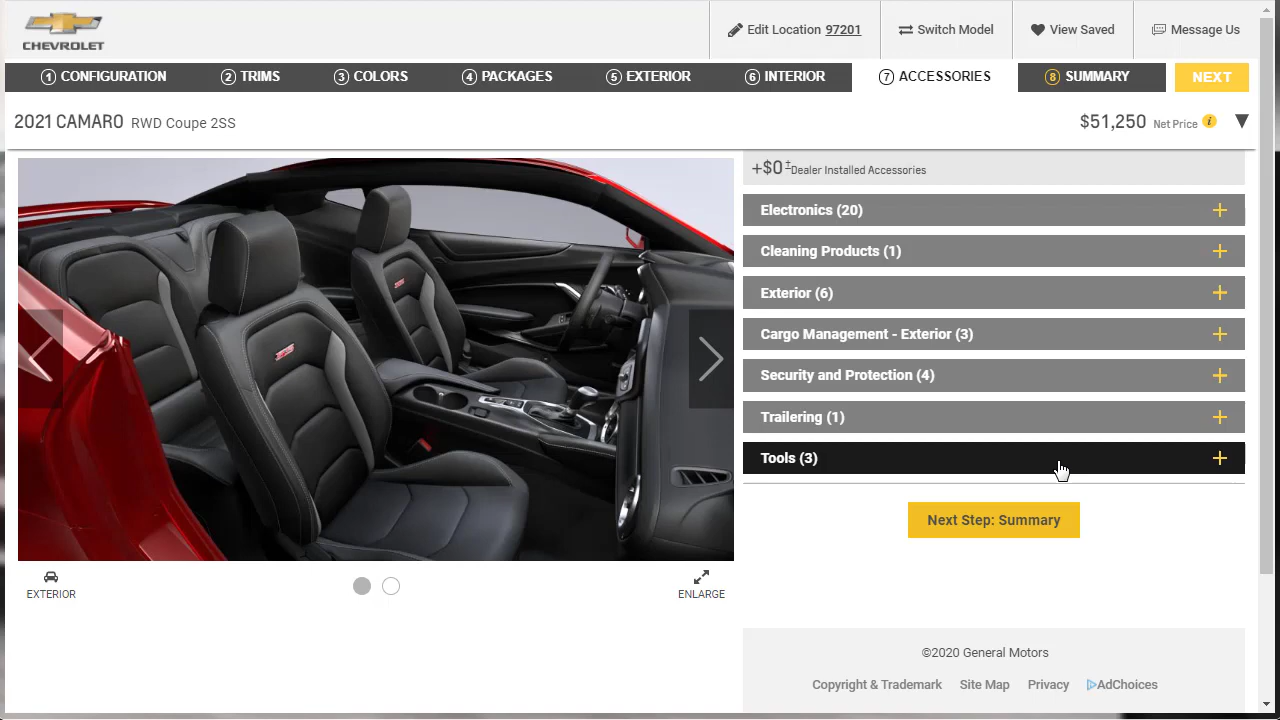 CHEVROLET
Edit Location 97201
Switch Model
View Saved
Message Us
1 CONFIGURATION
2 TRIMS
3 COLORS
4 PACKAGES
5 EXTERIOR
6 INTERIOR
7 ACCESSORIES
8 SUMMARY
NEXT
2021 CAMARO RWD Coupe 2SS
$51,250 Net Price i
+$0 ‡Dealer Installed Accessories
Electronics (20)
Cleaning Products (1)
Exterior (6)
Cargo Management - Exterior (3)
Security and Protection (4)
Trailering (1)
Tools (3)
Next Step: Summary
EXTERIOR
ENLARGE
©2020 General Motors
Copyright & Trademark Site Map Privacy AdChoices